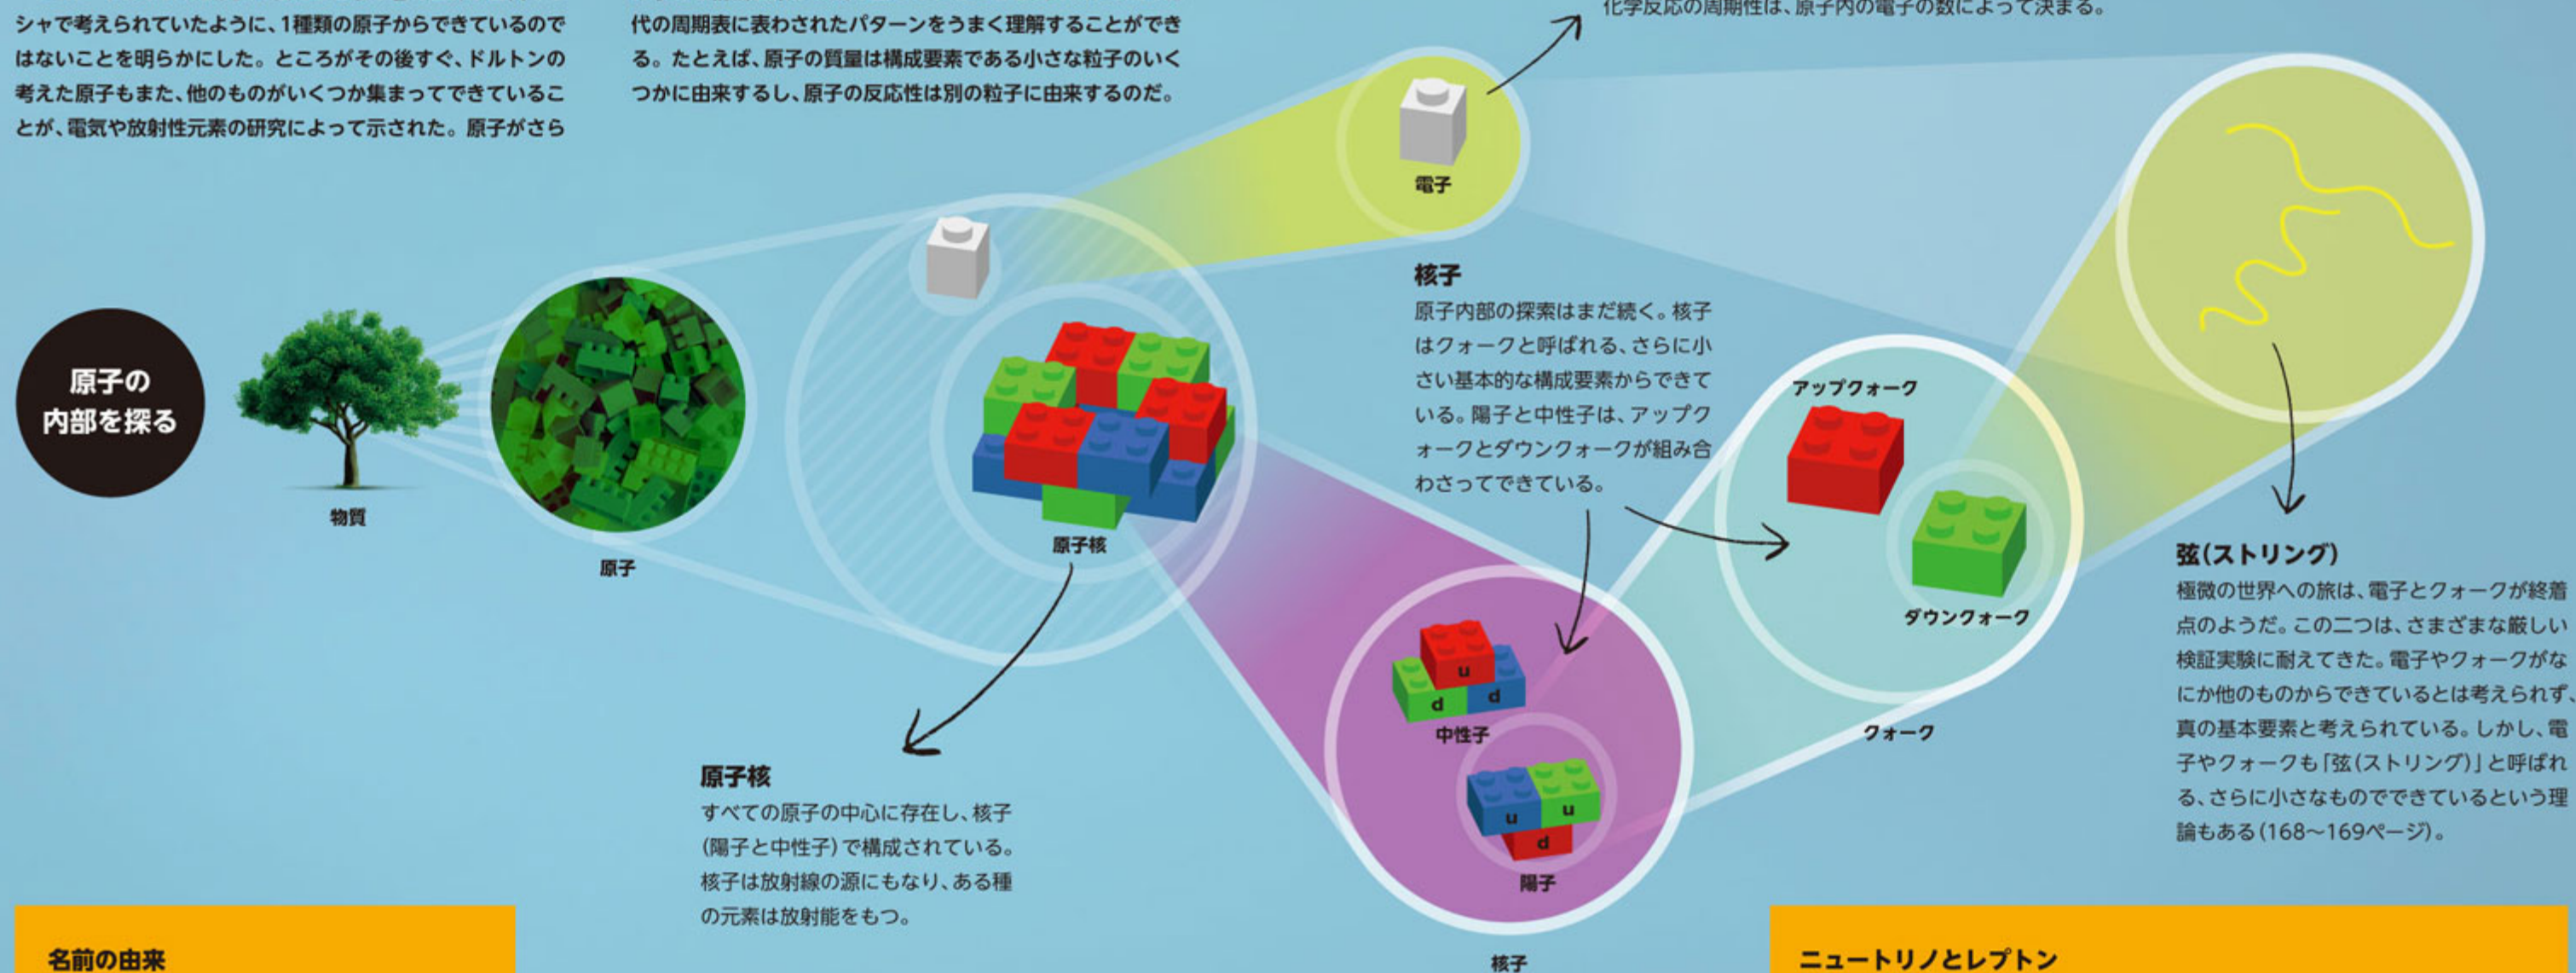 シャで考えられていたように、1種類の原子からできているので
はないことを明らかにした。ところがその後すぐ、ドルトンの
考えた原子もまた、他のものがいくつか集まってできているこ
とが、電気や放射性元素の研究によって示された。原子がさら
代の周期表に表わされたパターンをうまく理解することができ
る。たとえば、原子の質量は構成要素である小さな粒子のいく
つかに由来するし、原子の反応性は別の粒子に由来するのだ。
化学反応の周期性は、原子内の電子の数によって決まる。
電子
原子の
内部を探る
物質
原子
原子核
原子核
すべての原子の中心に存在し、核子
(陽子と中性子)で構成されている。
核子は放射線の源にもなり、ある種
の元素は放射能をもつ。
核子
原子内部の探索はまだ続く。核子
はクォークと呼ばれる、さらに小
さい基本的な構成要素からできて
いる。陽子と中性子は、アップク
ォークとダウンクォークが組み合
わさってできている。
u
d
d
中性子
u
u
d
陽子
核子
アップクォーク
ダウンクォーク
クォーク
弦(ストリング)
極微の世界への旅は、電子とクォークが終着
点のようだ。この二つは、さまざまな厳しい
検証実験に耐えてきた。電子やクォークがな
にか他のものからできているとは考えられず、
真の基本要素と考えられている。しかし、電
子やクォークも「弦(ストリング)」と呼ばれ
る、さらに小さなものでできているという理
論もある(168〜169ページ)。
名前の由来
ニュートリノとレプトン